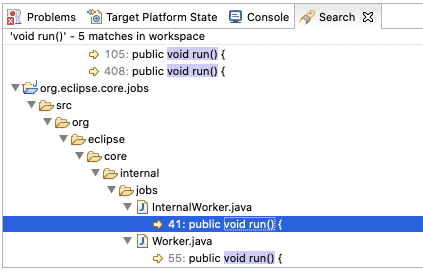 Problems Target Platform State Console Search
'void run()' - 5 matches in workspace
105: public void run() {
408: public void run() {
org.eclipse.core.jobs
src
org
eclipse
core
internal
jobs
InternalWorker.java
41: public void run() {
Worker.java
55: public void run() {